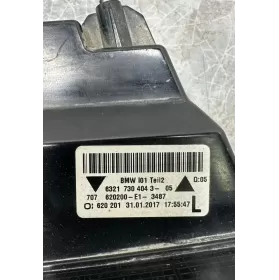 BMW I01 Teil2
Q:05
6321 730 404 3- 05
707 620200-E1- 3487
O: 620 201 31.01.2017 17:55:47
L